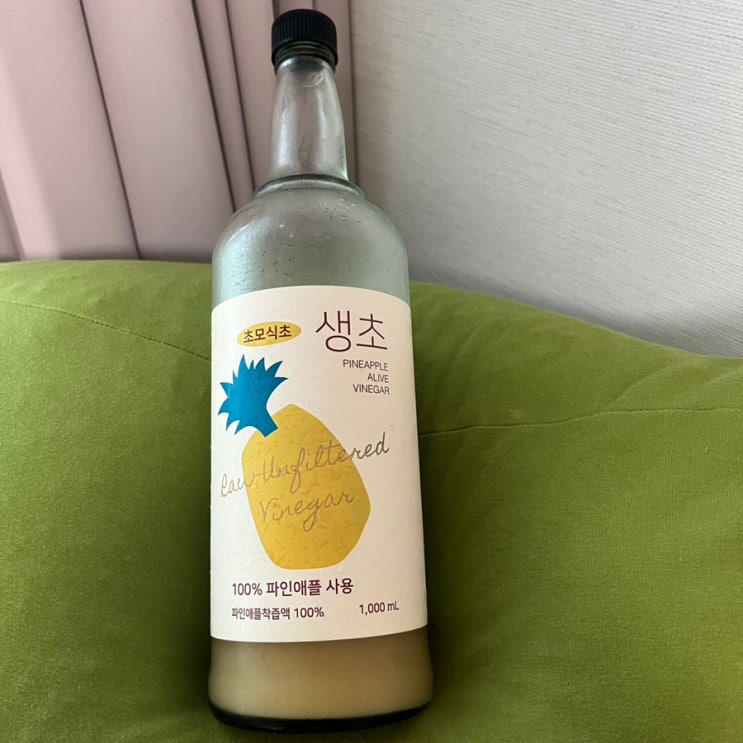 초모식초
생초
PINEAPPLE
ALIVE
VINEGAR
Raw Unfiltered
Vinegar
100% 파인애플 사용
파인애플착즙액 100%
1,000 mL